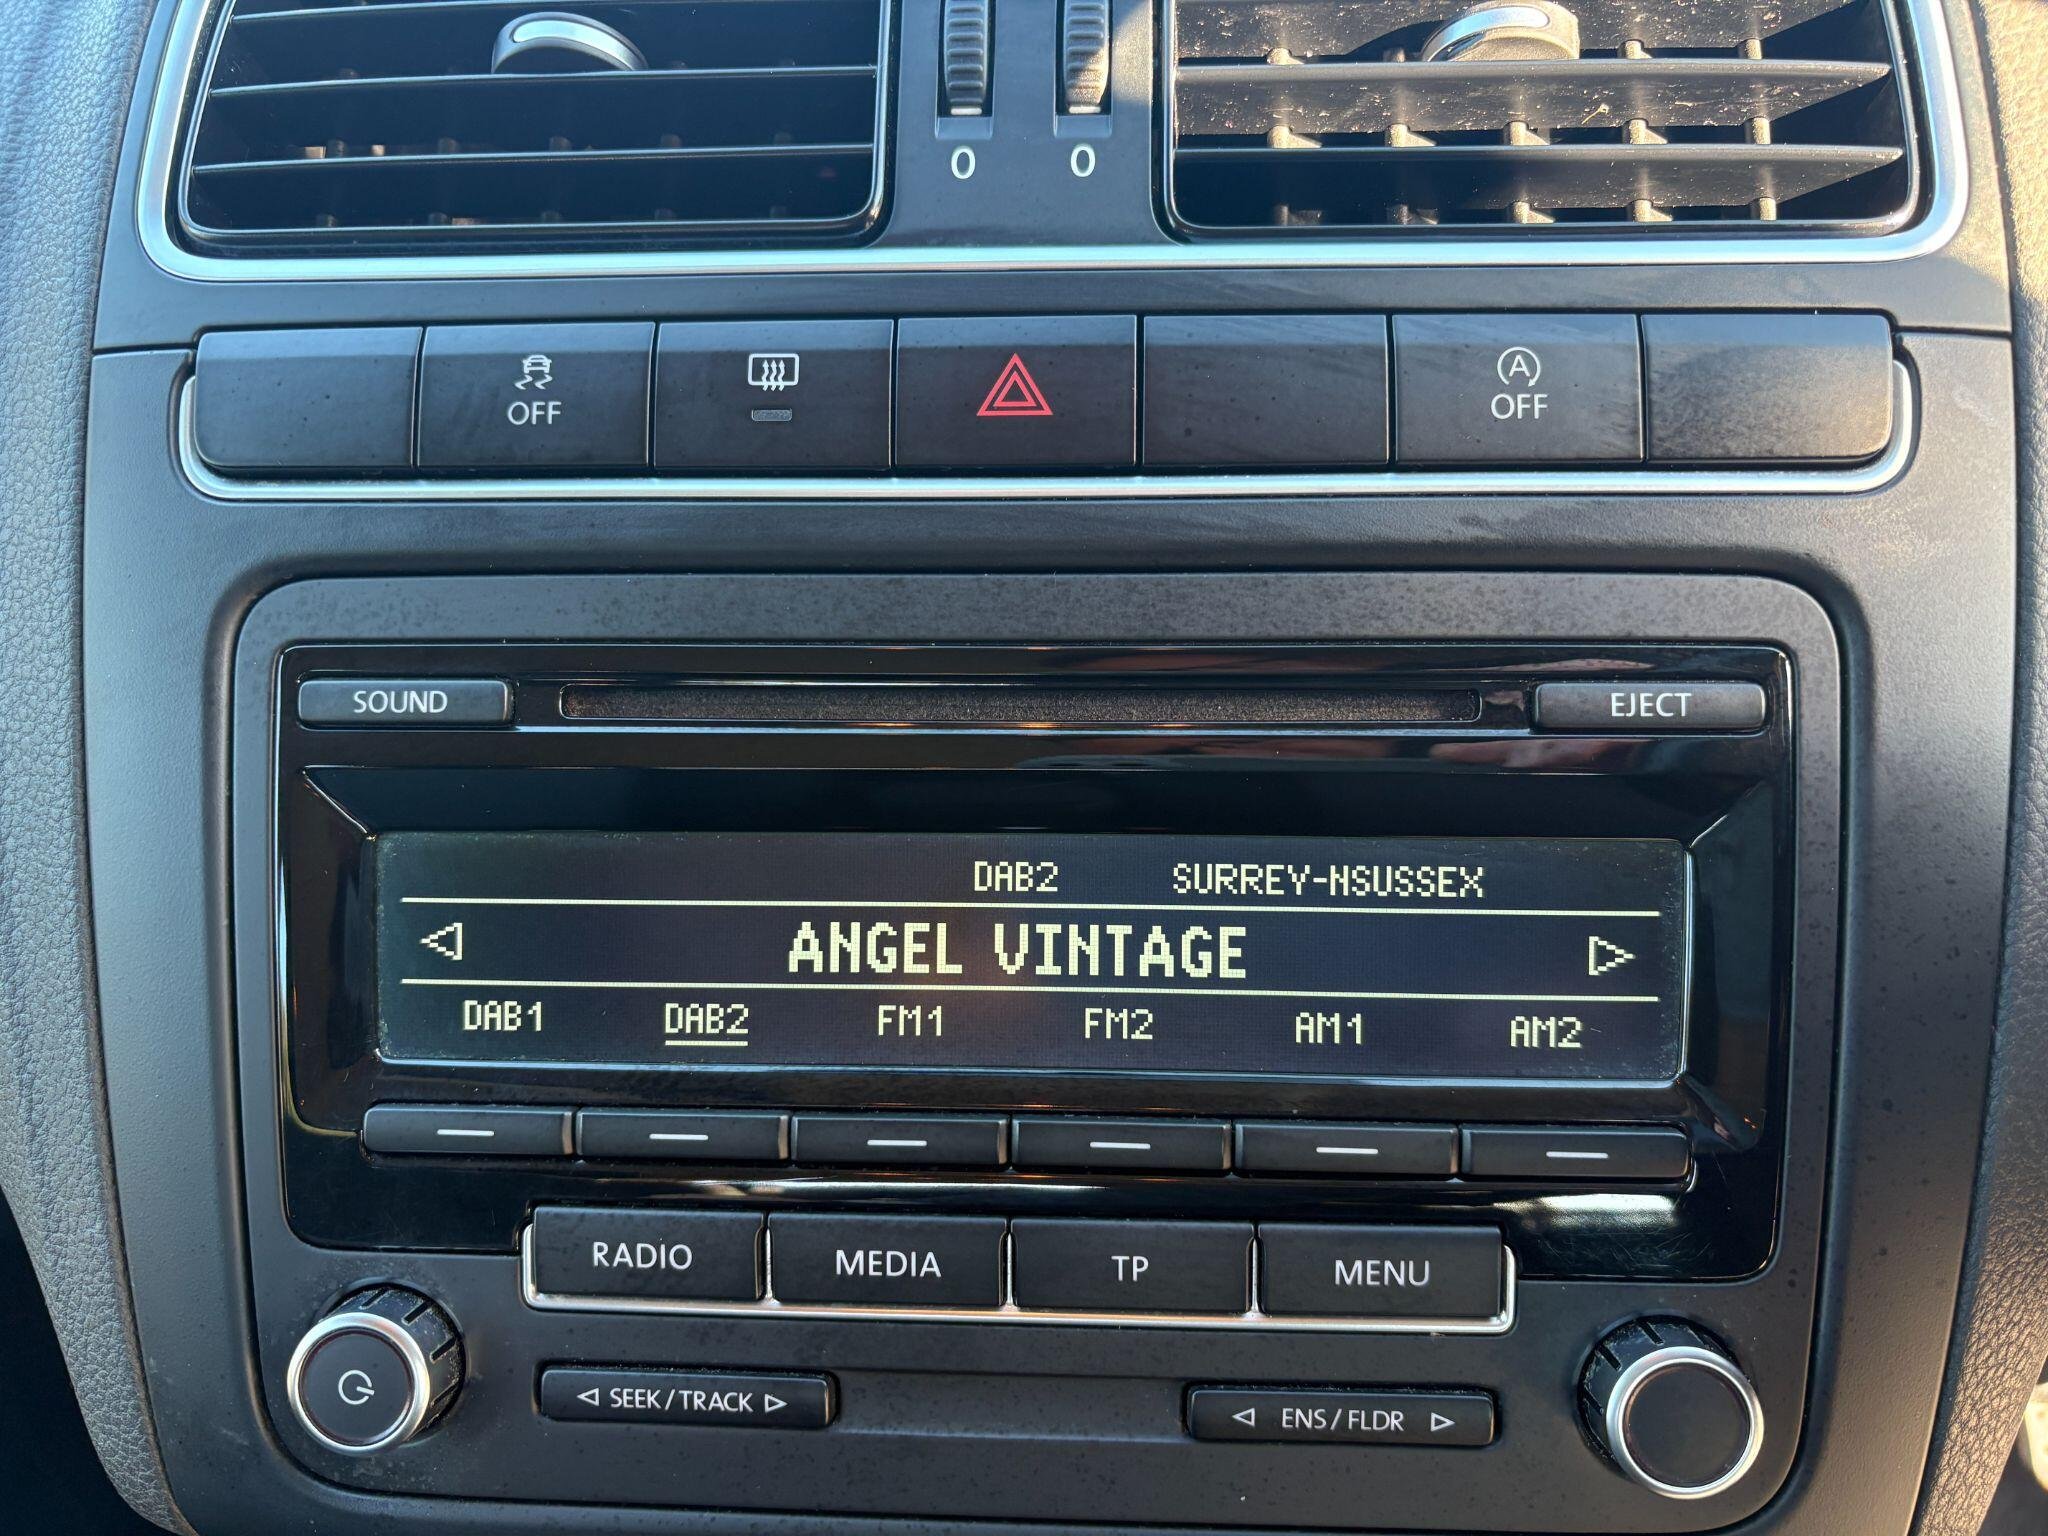 0 0
OFF
A
OFF
SOUND
EJECT
DAB2 SURREY-NSUSSEX
ANGEL VINTAGE
DAB1 DAB2 FM1 FM2 AM1 AM2
RADIO MEDIA TP MENU
SEEK/TRACK
ENS/FLDR